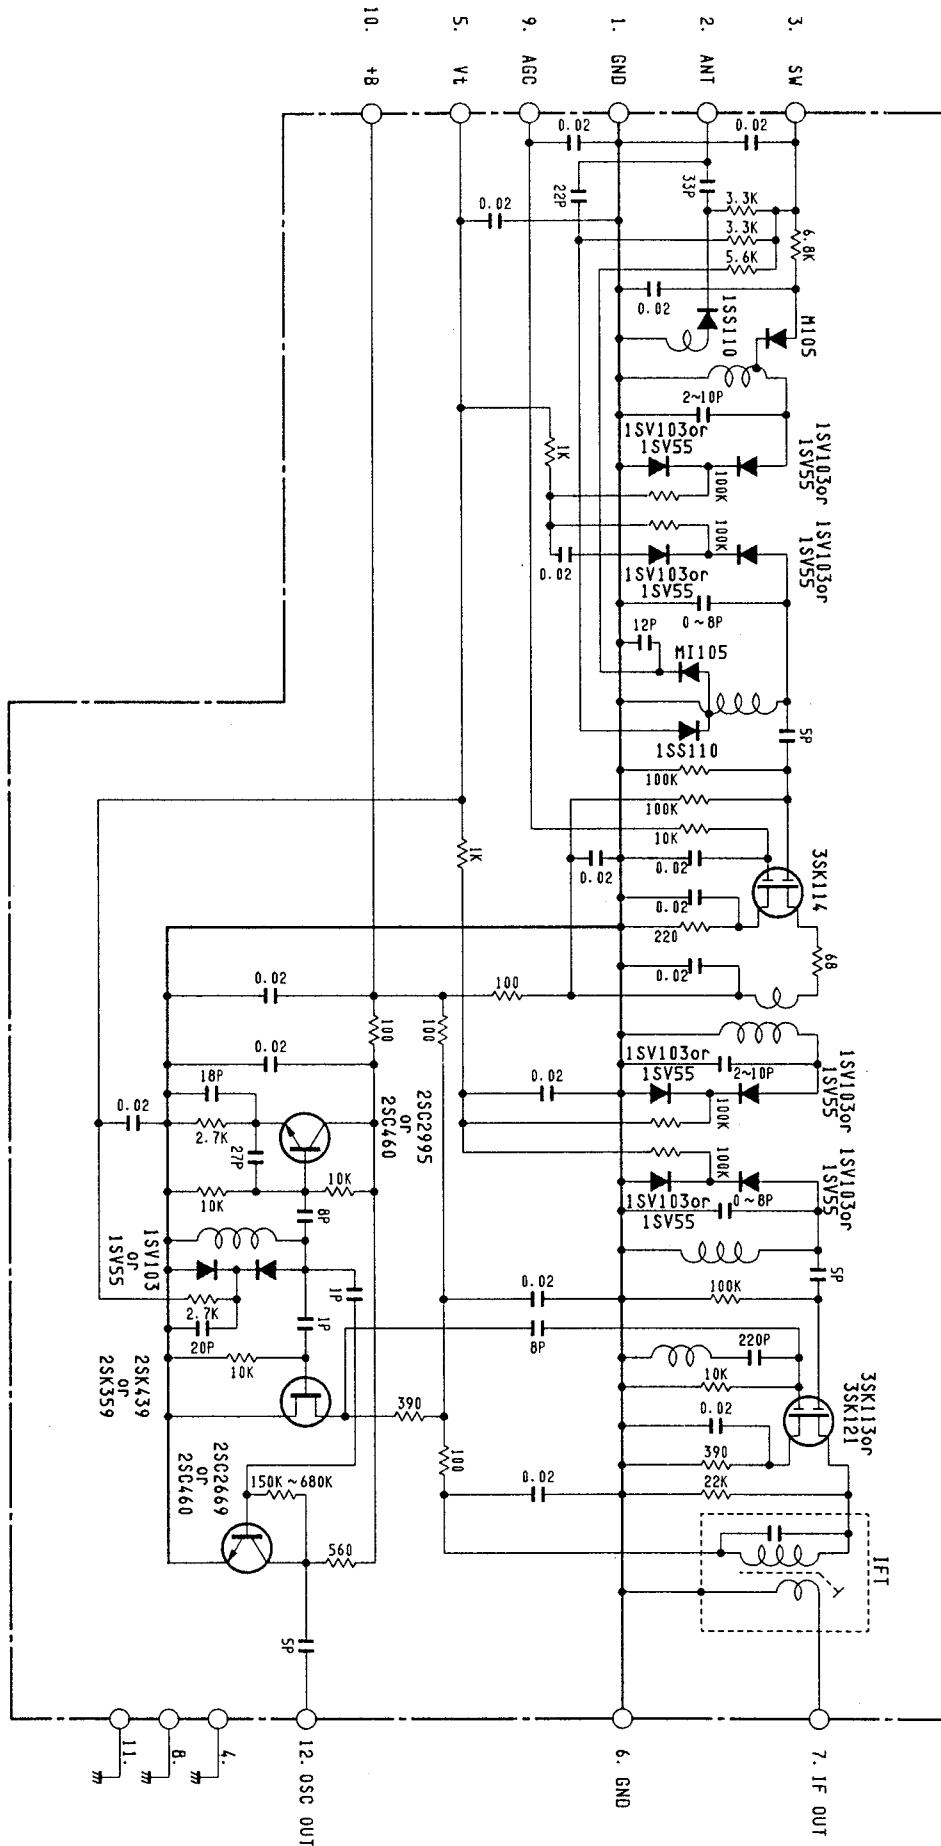 10. +B
5. Vt
9. AGC
1. GND
2. ANT
3. SW
0.02
0.02
22P
33P
0.02
3.3K
3.3K
5.6K
6.8K
0.02
1SS110
M105
2~10P
1SV103or
1SV55
1SV103or
1SV55
1K
100K
100K
1SV103or
1SV55
0.02
1SV103or
1SV55
0~8P
12P
MI105
1SS110
5P
100K
100K
10K
1K
0.02
0.02
3SK114
0.02
220
68
0.02
0.02
100
100
100
0.02
18P
0.02
2.7K
27P
2SC2995
or
2SC460
1SV103or
1SV55
2~10P
1SV103or
1SV55
0.02
100K
100K
10K
10K
8P
1SV103or
1SV55
0~8P
1SV103or
1SV55
1SV103
or
1SV55
1P
5P
0.02
100K
2.7K
20P
1P
8P
220P
10K
10K
2SK439
or
2SK359
390
0.02
3SK113or
3SK121
390
22K
100
0.02
2SC2669
or
2SC460
150K~680K
560
IFT
5P
11.
8.
4.
12. OSC OUT
6. GND
7. IF OUT